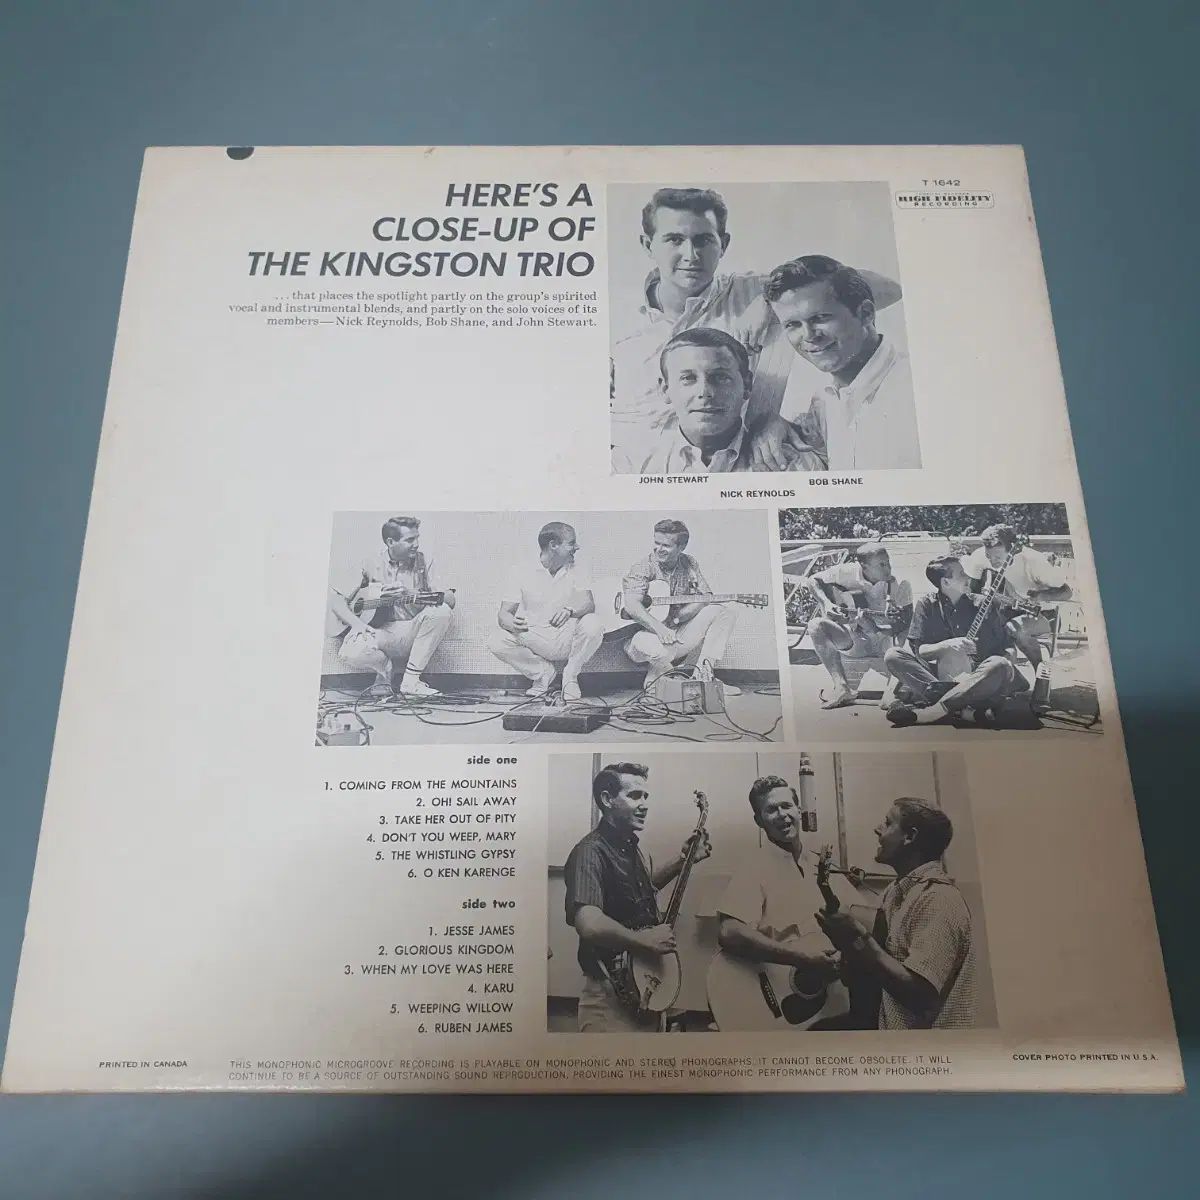 HERE'S A
CLOSE-UP OF
THE KINGSTON TRIO
... that places the spotlight partly on the group's spirited
vocal and instrumental blends, and partly on the solo voices of its
members—Nick Reynolds, Bob Shane, and John Stewart.
T 1642
HIGH FIDELITY
RECORDING
JOHN STEWART
BOB SHANE
NICK REYNOLDS
side one
1. COMING FROM THE MOUNTAINS
2. OH! SAIL AWAY
3. TAKE HER OUT OF PITY
4. DON'T YOU WEEP, MARY
5. THE WHISTLING GYPSY
6. O KEN KARENGE
side two
1. JESSE JAMES
2. GLORIOUS KINGDOM
3. WHEN MY LOVE WAS HERE
4. KARU
5. WEEPING WILLOW
6. RUBEN JAMES
PRINTED IN CANADA
THIS MONOPHONIC MICROGROOVE RECORDING IS PLAYABLE ON MONOPHONIC AND STEREO PHONOGRAPHS. IT CANNOT BECOME OBSOLETE. IT WILL
CONTINUE TO BE A SOURCE OF OUTSTANDING SOUND REPRODUCTION, PROVIDING THE FINEST MONOPHONIC PERFORMANCE FROM ANY PHONOGRAPH.
COVER PHOTO PRINTED IN U.S.A.